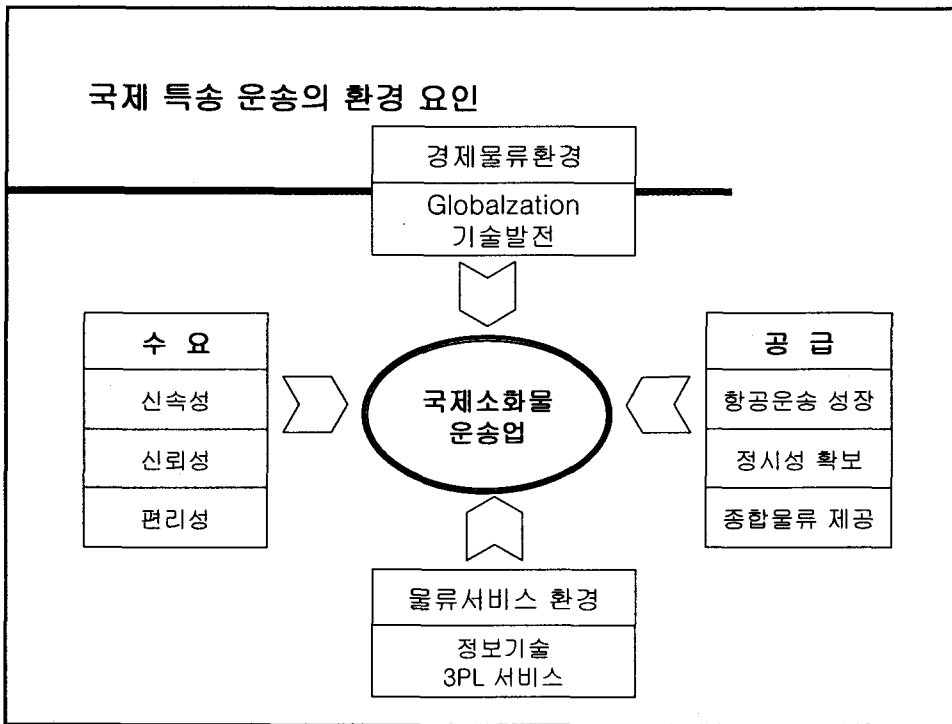 국제 특송 운송의 환경 요인
경제물류환경
Globalzation
기술발전
수 요
신속성
신뢰성
편리성
국제소화물
운송업
공 급
항공운송 성장
정시성 확보
종합물류 제공
물류서비스 환경
정보기술
3PL 서비스